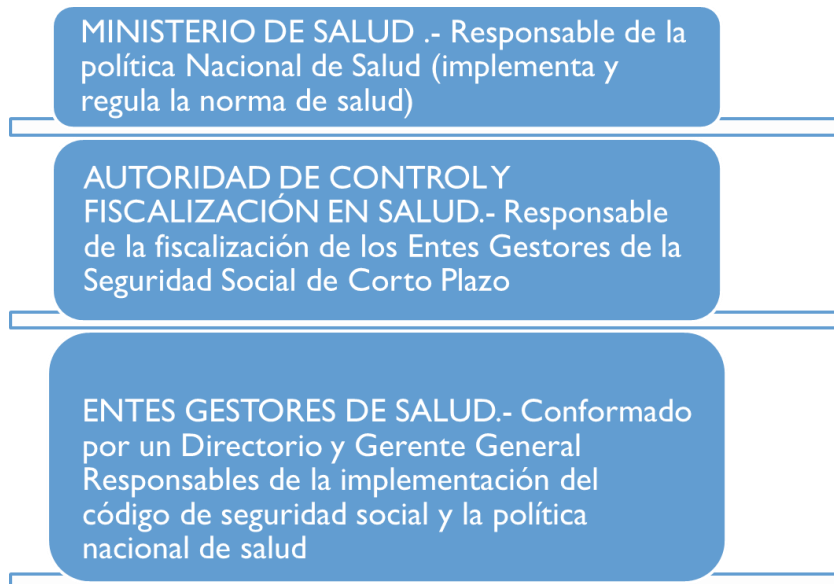 MINISTERIO DE SALUD .- Responsable de la
política Nacional de Salud (implementa y
regula la norma de salud)
AUTORIDAD DE CONTROL Y
FISCALIZACIÓN EN SALUD.- Responsable
de la fiscalización de los Entes Gestores de la
Seguridad Social de Corto Plazo
ENTES GESTORES DE SALUD.- Conformado
por un Directorio y Gerente General
Responsables de la implementación del
código de seguridad social y la política
nacional de salud